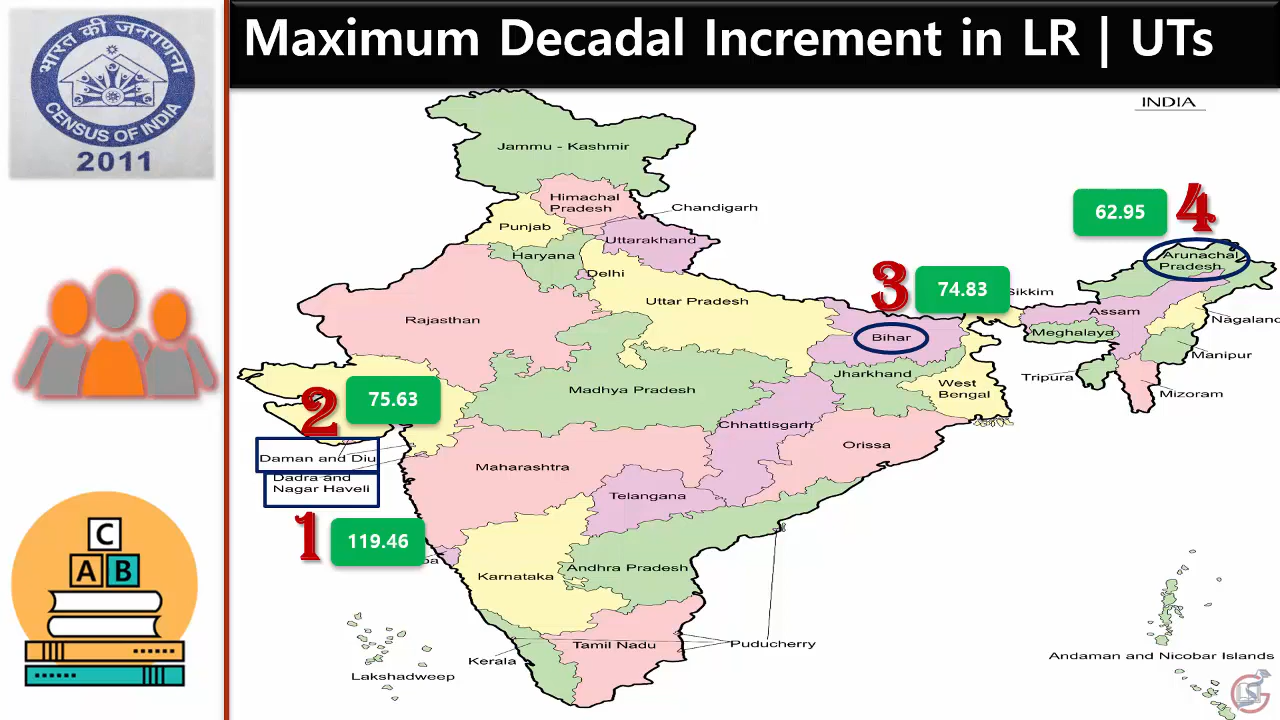 Maximum Decadal Increment in LR | UTs
भारत की जनगणना
CENSUS OF INDIA
2011
INDIA
Jammu - Kashmir
Himachal
Pradesh
Chandigarh
Punjab
Uttarakhand
Haryana
Delhi
62.95
4
Arunachal
Pradesh
3
74.83
Sikkim
Uttar Pradesh
Rajasthan
Assam
Nagaland
Bihar
Meghalaya
Manipur
Jharkhand
Tripura
Mizoram
West
Bengal
Madhya Pradesh
2
75.63
Chhattisgarh
Orissa
Daman and Diu
Dadra and
Nagar Haveli
Maharashtra
Telangana
1
119.46
oa
Karnataka
Andhra Pradesh
C
A B
Tamil Nadu
Puducherry
Kerala
Lakshadweep
Andaman and Nicobar Islands